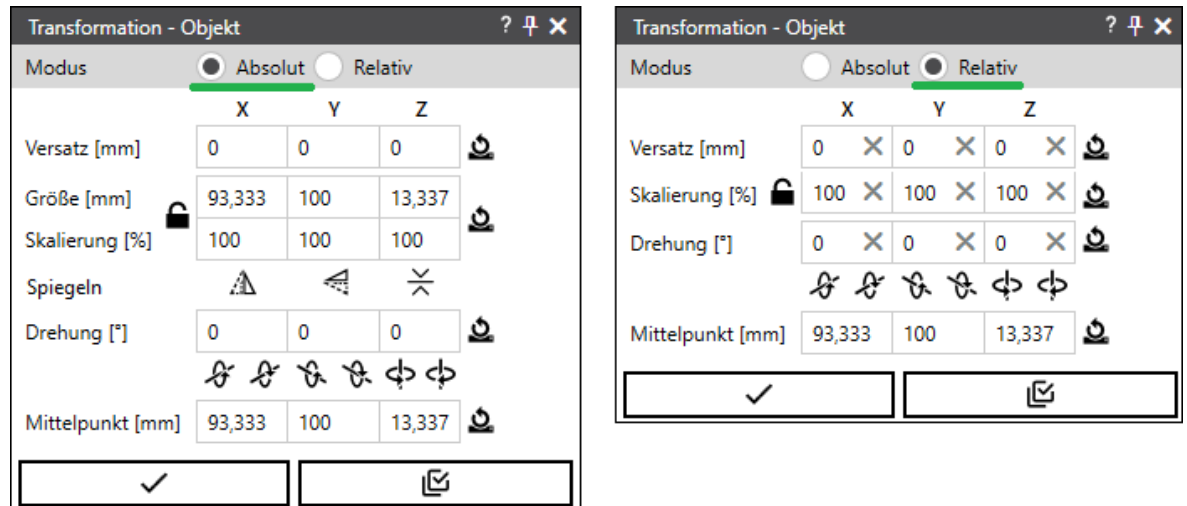 Transformation - Objekt ?
Modus Absolut Relativ
X Y Z
Versatz [mm] 0 0 0
Größe [mm] 93,333 100 13,337
Skalierung [%] 100 100 100
Spiegeln
Drehung [°] 0 0 0
Mittelpunkt [mm] 93,333 100 13,337
Transformation - Objekt ?
Modus Absolut Relativ
X Y Z
Versatz [mm] 0 0 0
Skalierung [%] 100 100 100
Drehung [°] 0 0 0
Mittelpunkt [mm] 93,333 100 13,337